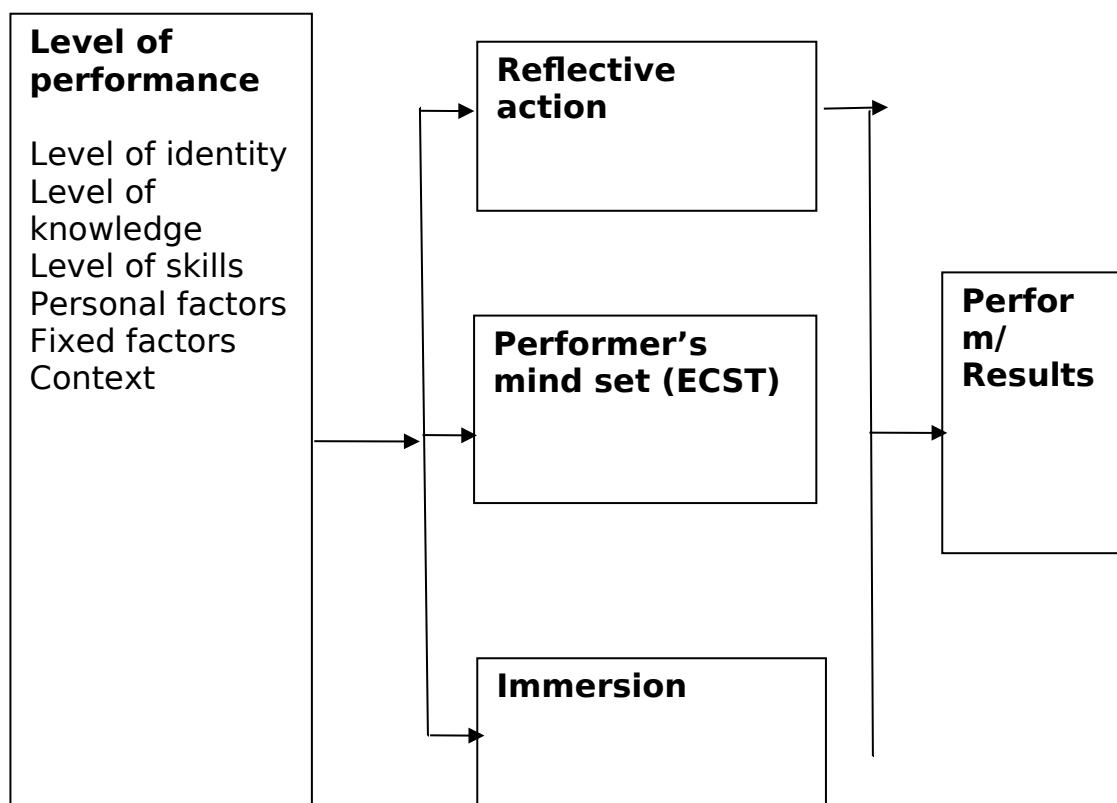 Level of
performance
Level of identity
Level of
knowledge
Level of skills
Personal factors
Fixed factors
Context
Reflective
action
Performer’s
mind set (ECST)
Immersion
Perfor
m/
Results